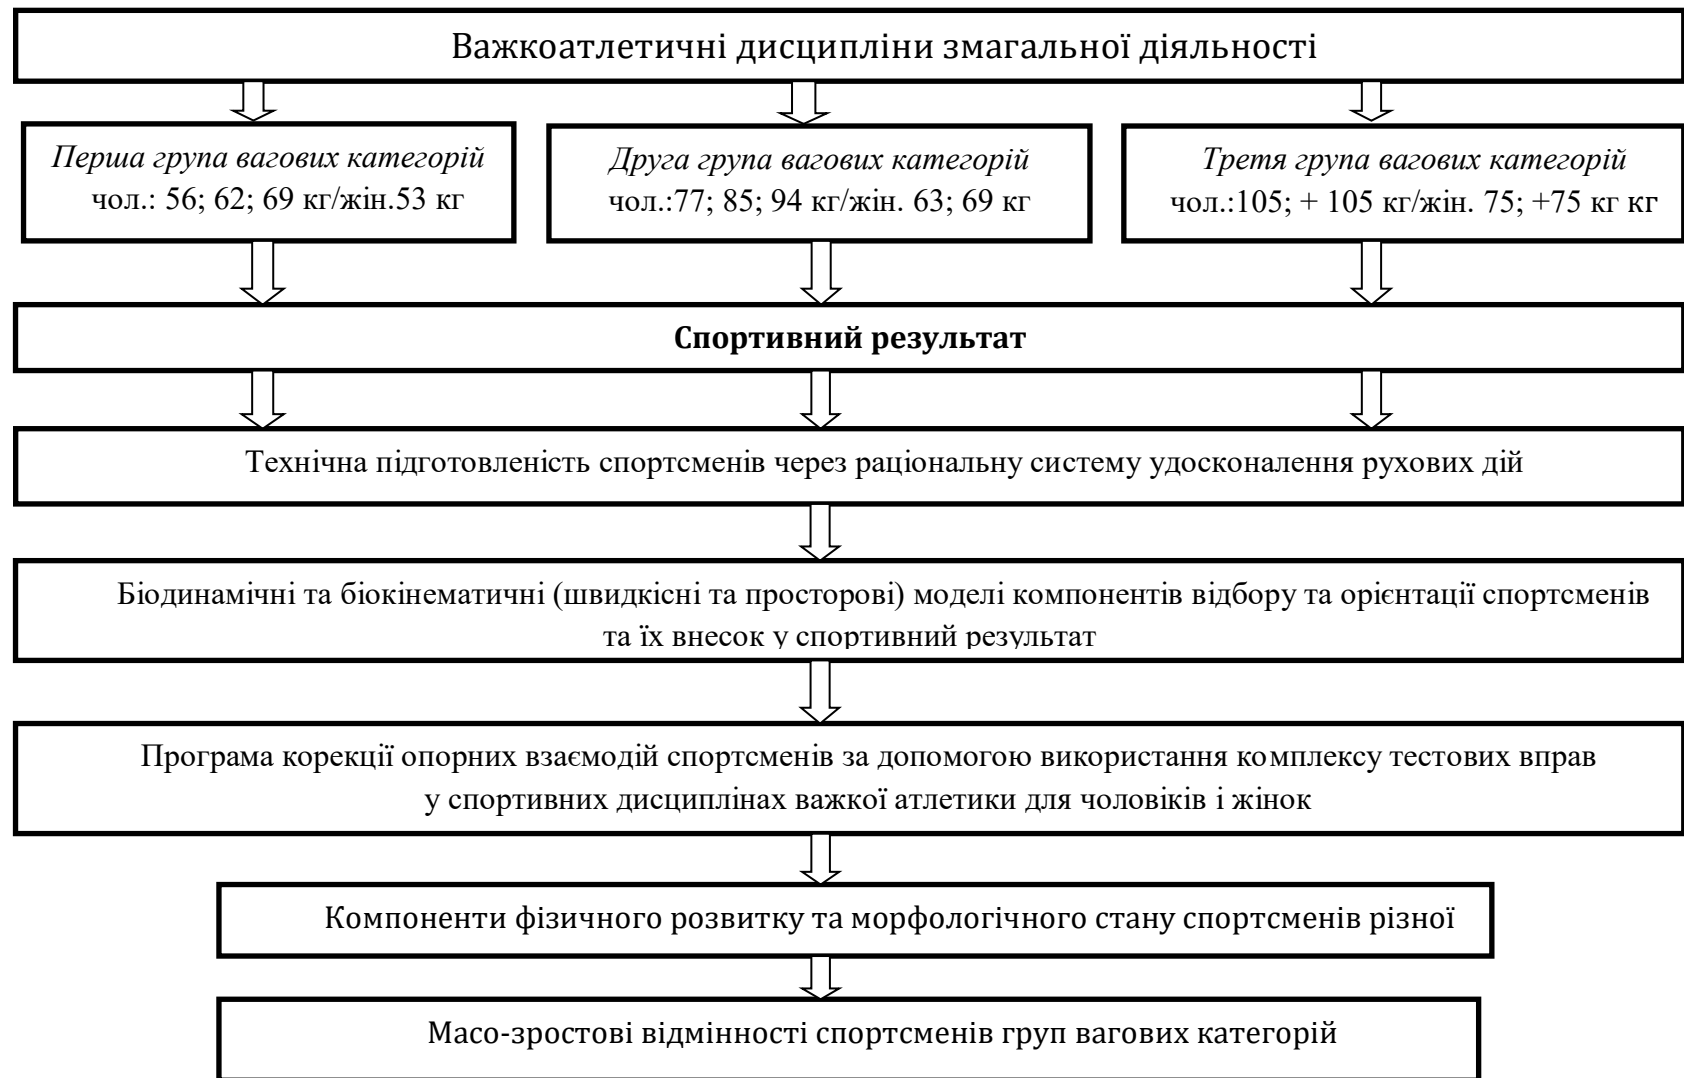 Важкоатлетичні дисципліни змагальної діяльності
Перша група вагових категорій
чол.: 56; 62; 69 кг/жін.53 кг
Друга група вагових категорій
чол.:77; 85; 94 кг/жін. 63; 69 кг
Третя група вагових категорій
чол.:105; + 105 кг/жін. 75; +75 кг кг
Спортивний результат
Технічна підготовленість спортсменів через раціональну систему удосконалення рухових дій
Біодинамічні та біокінематичні (швидкісні та просторові) моделі компонентів відбору та орієнтації спортсменів
та їх внесок у спортивний результат
Програма корекції опорних взаємодій спортсменів за допомогою використання комплексу тестових вправ
у спортивних дисциплінах важкої атлетики для чоловіків і жінок
Компоненти фізичного розвитку та морфологічного стану спортсменів різної
Масо-зростові відмінності спортсменів груп вагових категорій